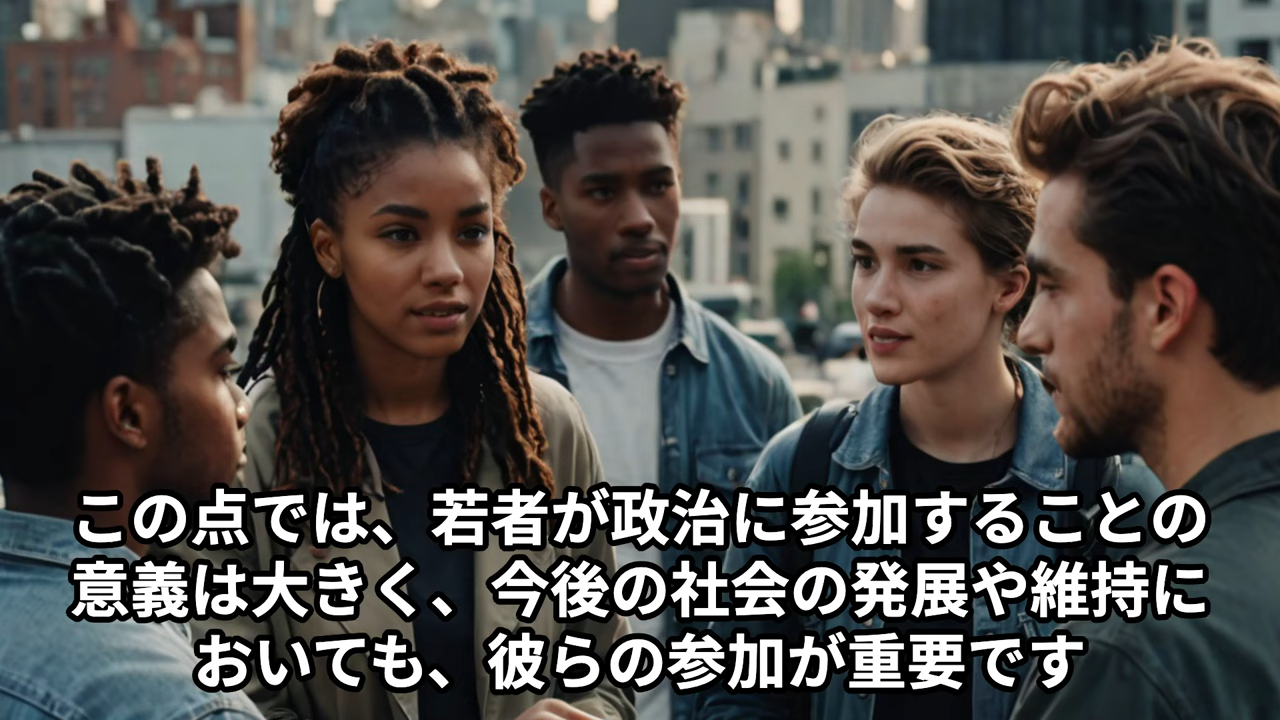 この点では、若者が政治に参加することの
意義は大きく、今後の社会の発展や維持に
おいても、彼らの参加が重要です